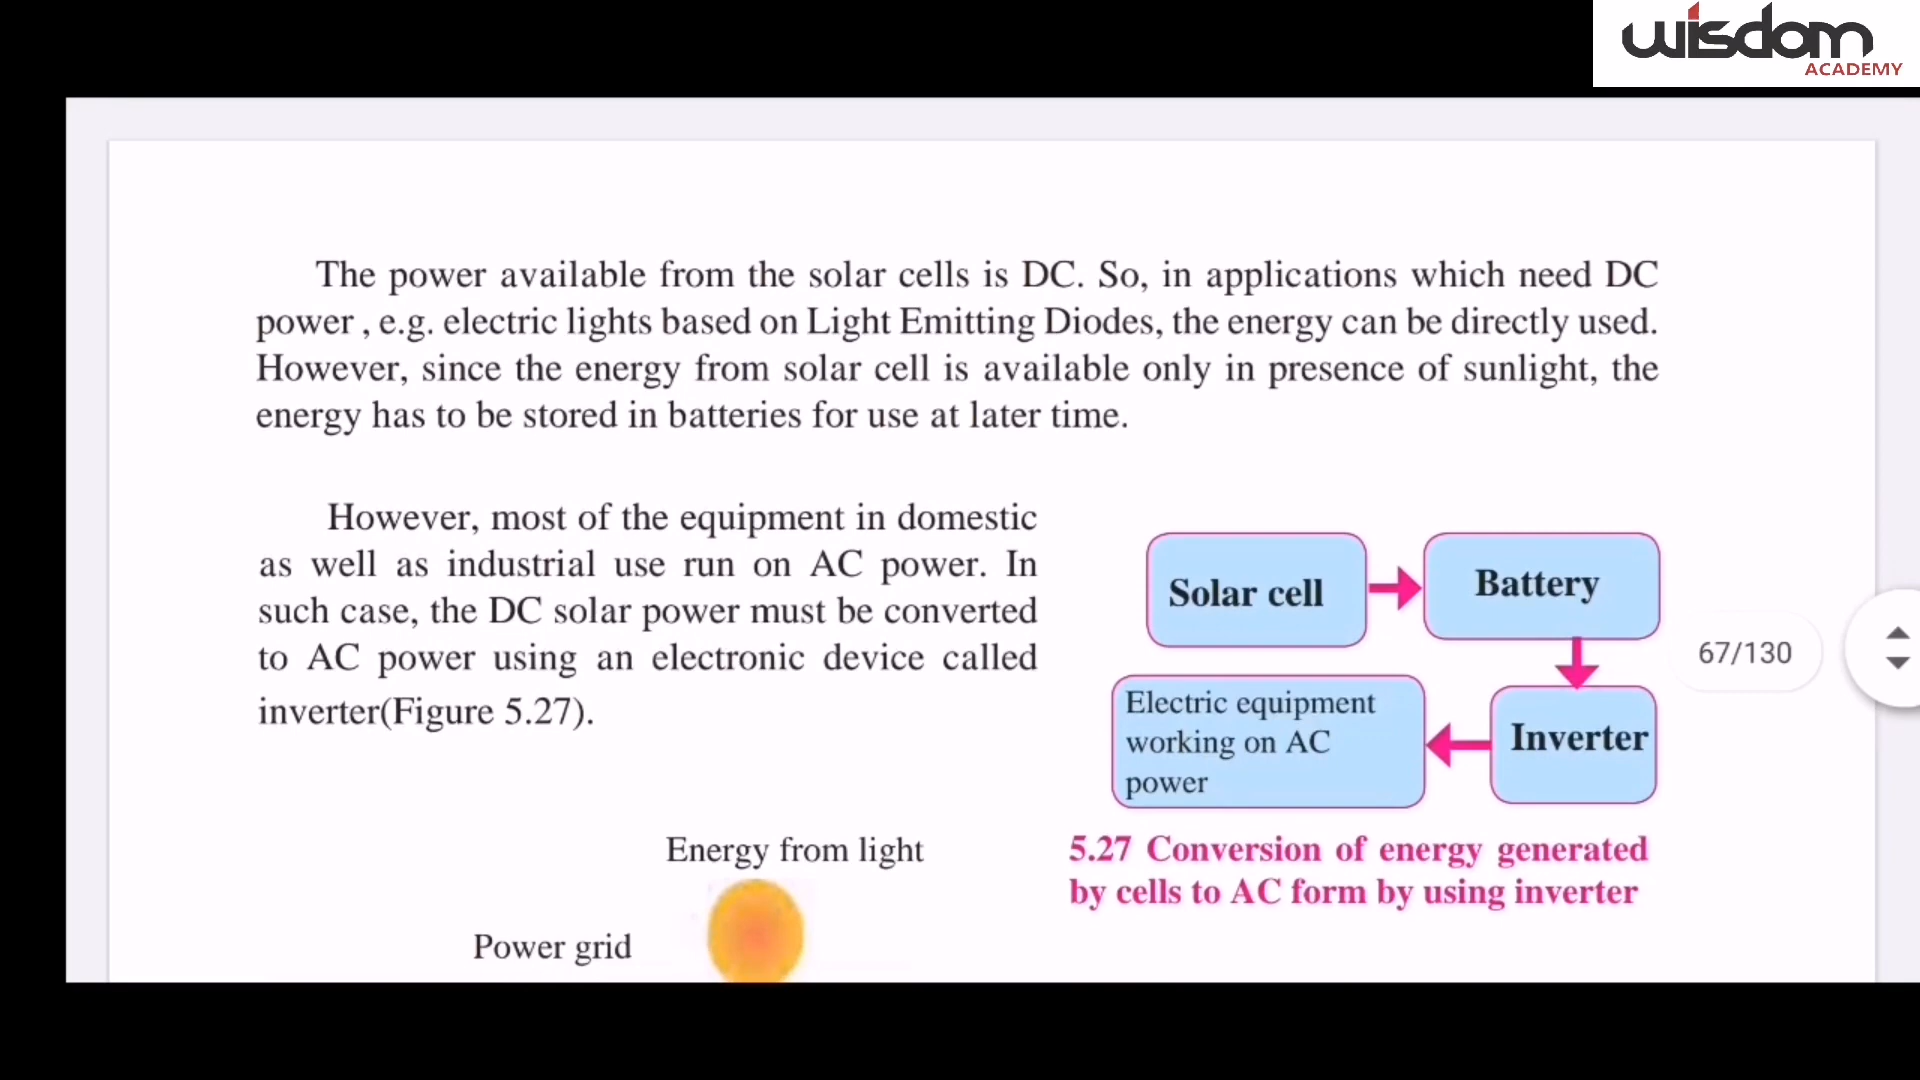 wisdom
ACADEMY
The power available from the solar cells is DC. So, in applications which need DC
power , e.g. electric lights based on Light Emitting Diodes, the energy can be directly used.
However, since the energy from solar cell is available only in presence of sunlight, the
energy has to be stored in batteries for use at later time.
However, most of the equipment in domestic
as well as industrial use run on AC power. In
such case, the DC solar power must be converted
to AC power using an electronic device called
inverter(Figure 5.27).
Solar cell
Battery
Inverter
Electric equipment
working on AC
power
5.27 Conversion of energy generated
by cells to AC form by using inverter
67/130
Energy from light
Power grid